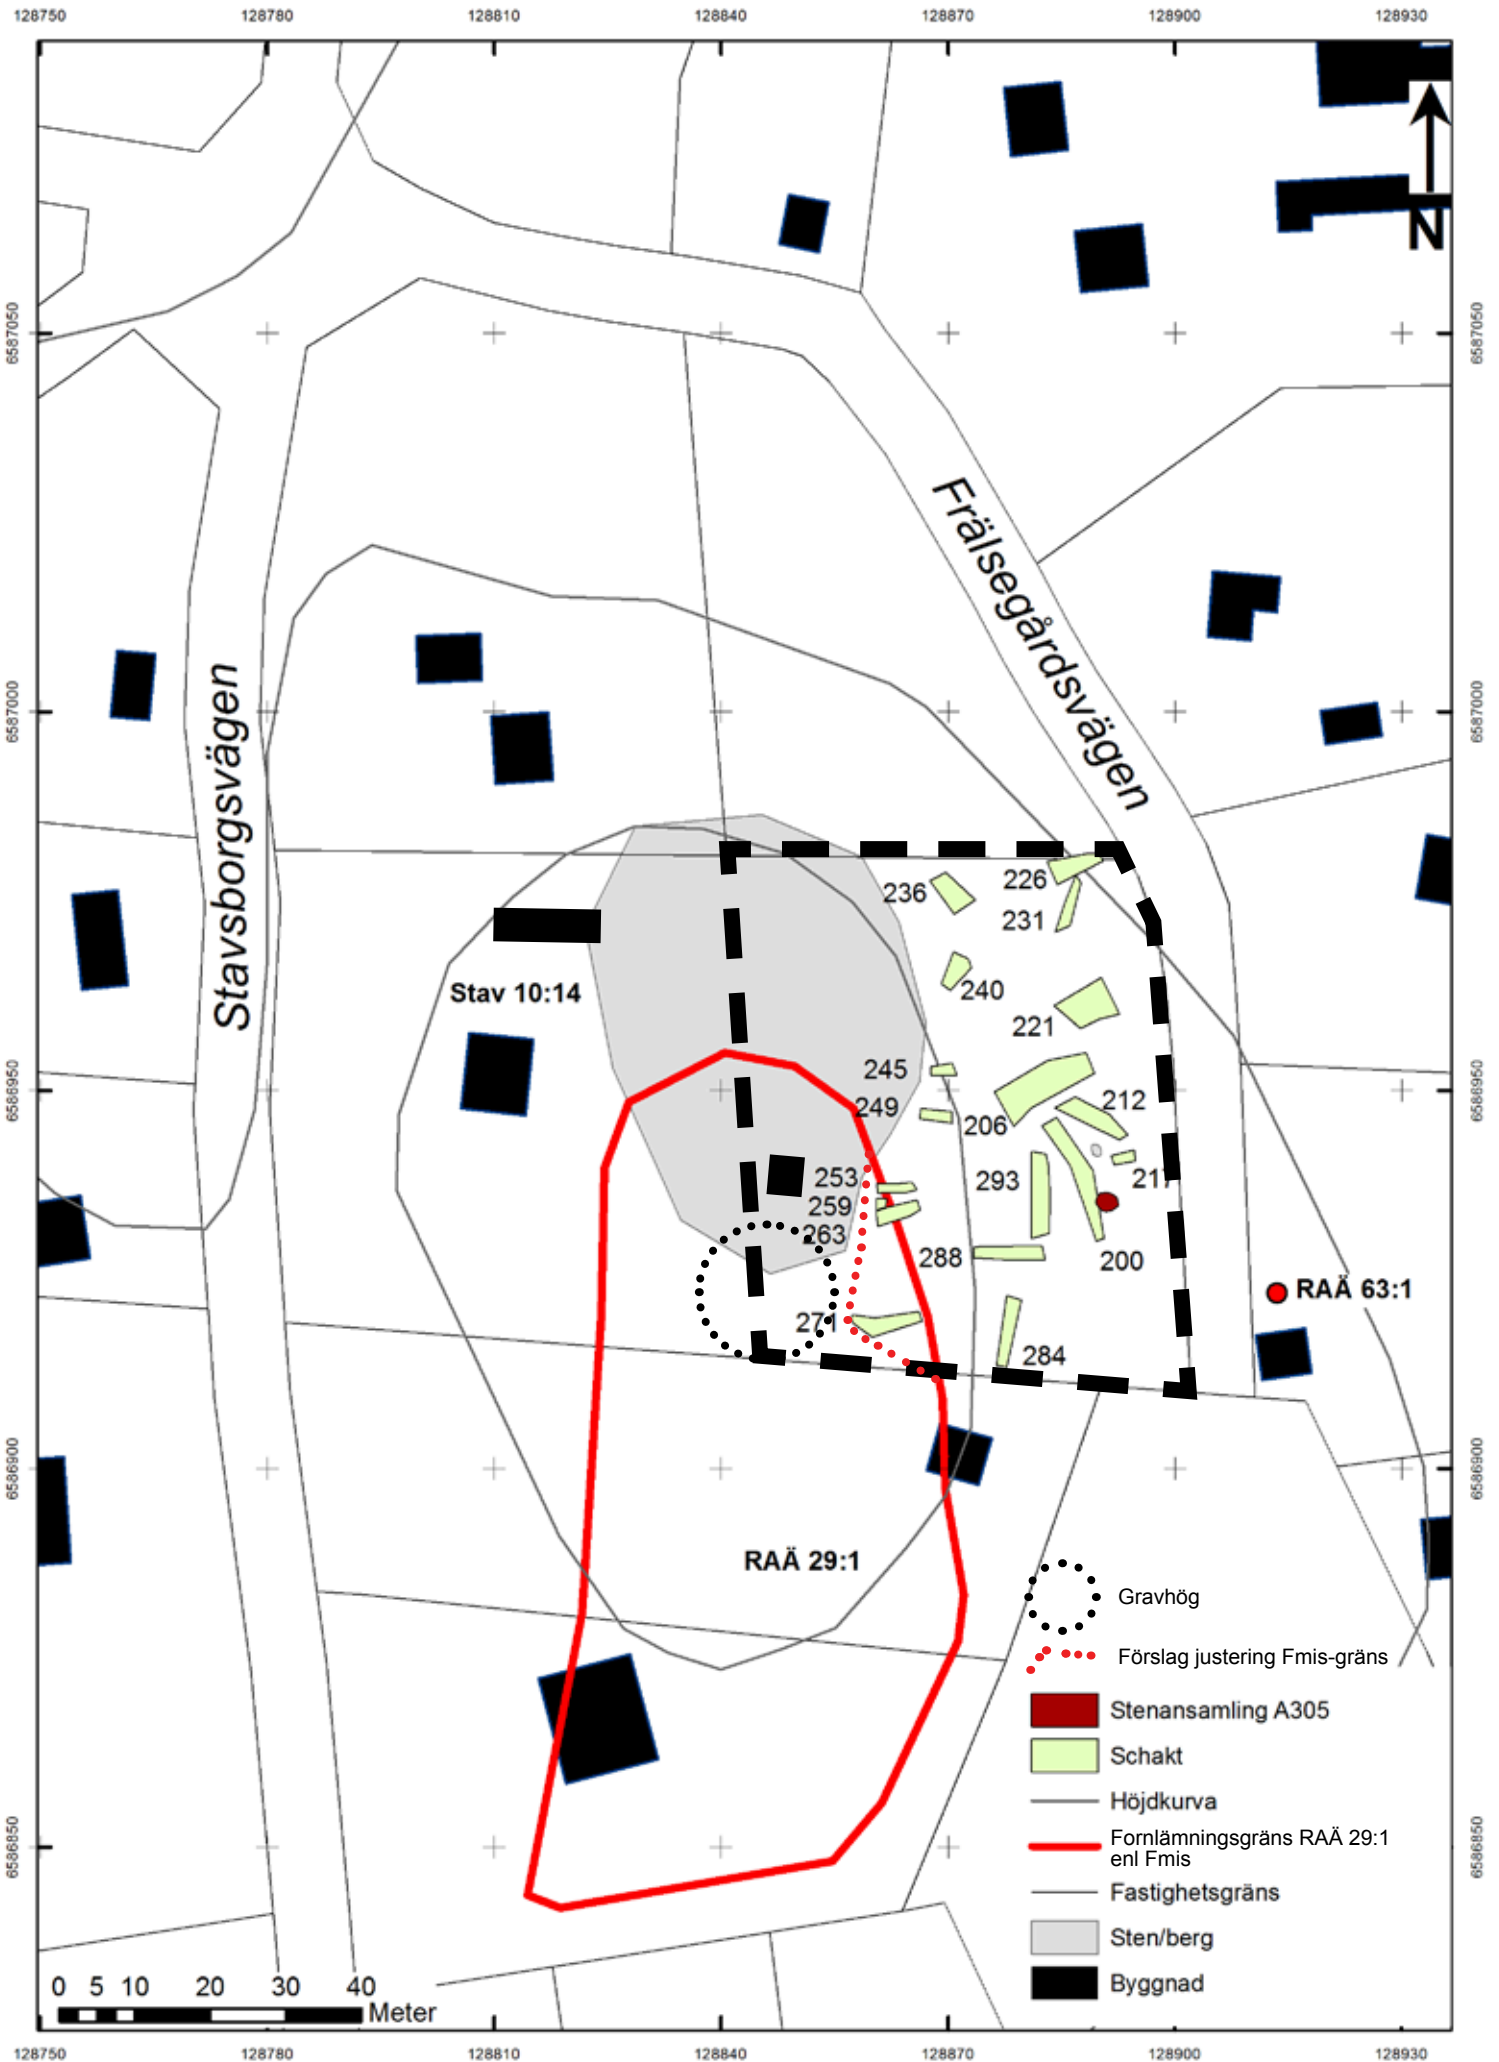 128750 128780 128810 128840 128870 128900 128930
N
6587050 6587050
Frälsegårdsvägen
Stavsborgsvägen
6587000 6587000
236
226
231
Stav 10:14
240
221
245
6586950 6586950
249
212
206
253
293
217
259
263
288
200
RAÄ 63:1
271
284
6586900 6586900
RAÄ 29:1
Gravhög
Förslag justering Fmis-gräns
Stenansamling A305
Schakt
Höjdkurva
Fornlämningsgräns RAÄ 29:1
enl Fmis
6586850 6586850
Fastighetsgräns
Sten/berg
Byggnad
0 5 10 20 30 40
Meter
128750 128780 128810 128840 128870 128900 128930